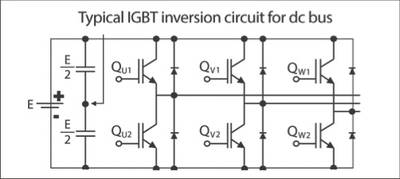 Typical IGBT inversion circuit for dc bus
E
2
QU1
QV1
QW1
E
+
-
E
2
QU2
QV2
QW2